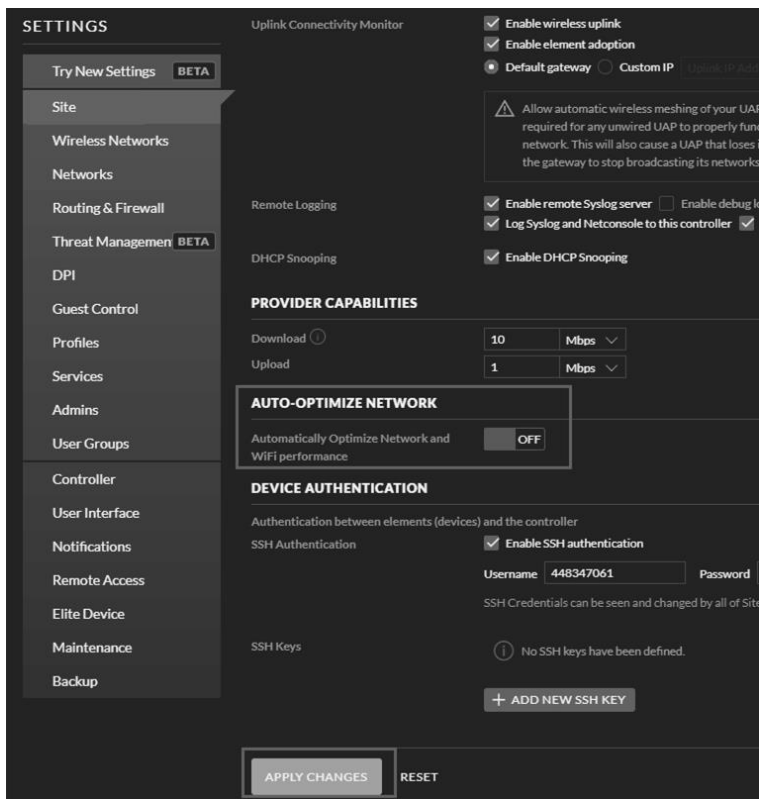 SETTINGS
Try New Settings BETA
Site
Wireless Networks
Networks
Routing & Firewall
Threat Managemen BETA
DPI
Guest Control
Profiles
Services
Admins
User Groups
Controller
User Interface
Notifications
Remote Access
Elite Device
Maintenance
Backup
Uplink Connectivity Monitor
Enable wireless uplink
Enable element adoption
Default gateway Custom IP Uplink IP Add
Allow automatic wireless meshing of your UAP
required for any unwired UAP to properly fun
network. This will also cause a UAP that loses
the gateway to stop broadcasting its networks
Remote Logging
Enable remote Syslog server Enable debug lo
Log Syslog and Netconsole to this controller
DHCP Snooping
Enable DHCP Snooping
PROVIDER CAPABILITIES
Download 10 Mbps
Upload 1 Mbps
AUTO-OPTIMIZE NETWORK
Automatically Optimize Network and
WiFi performance
OFF
DEVICE AUTHENTICATION
Authentication between elements (devices) and the controller
SSH Authentication
Enable SSH authentication
Username 448347061 Password
SSH Credentials can be seen and changed by all of Site
SSH Keys
No SSH keys have been defined.
+ ADD NEW SSH KEY
APPLY CHANGES RESET